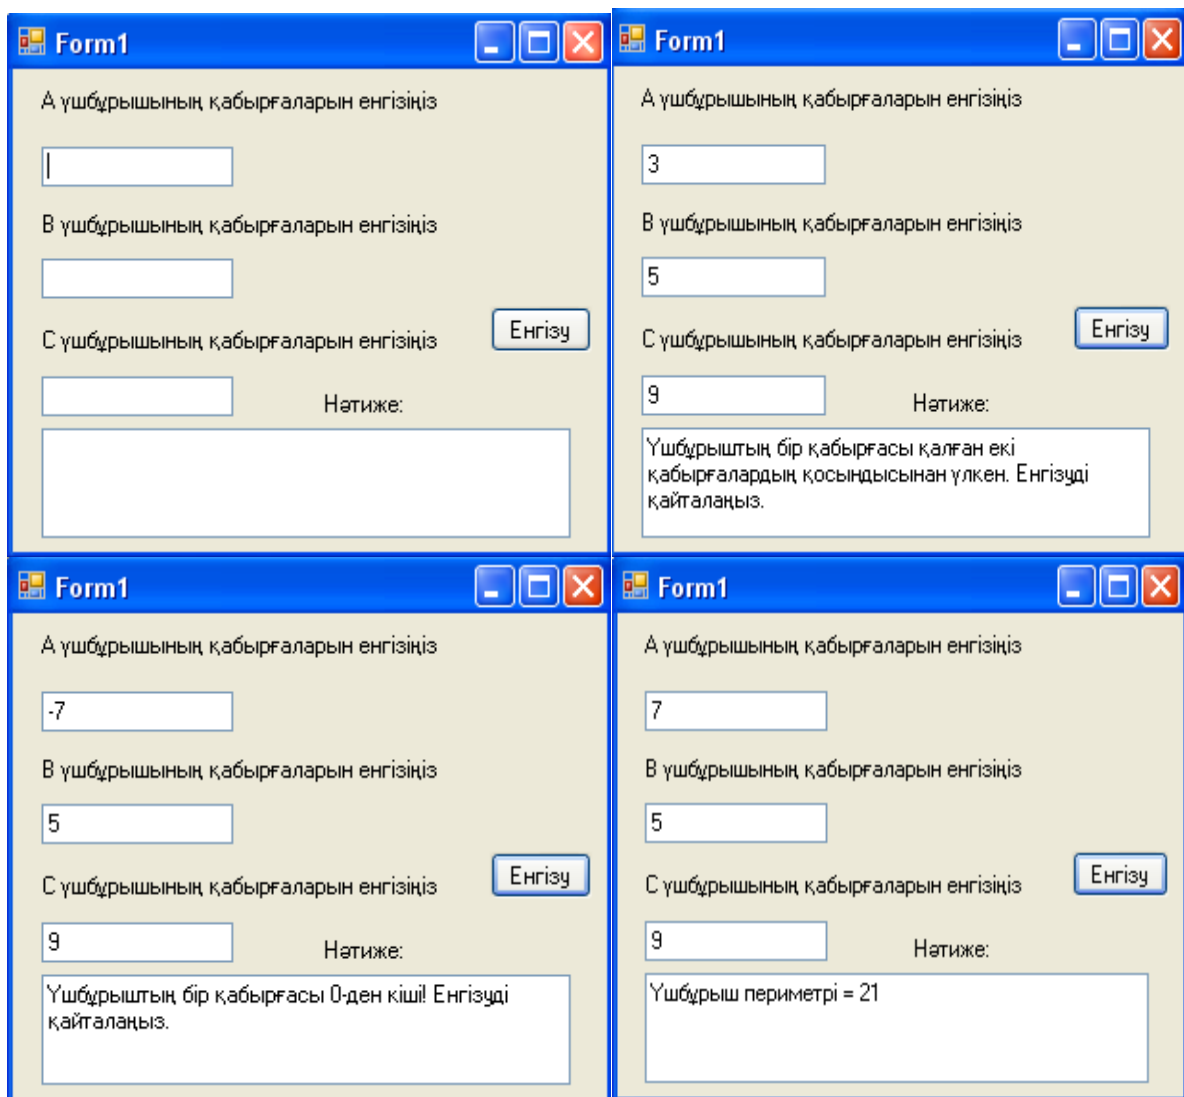 Form1
А үшбұрышының қабырғаларын енгізіңіз
В үшбұрышының қабырғаларын енгізіңіз
С үшбұрышының қабырғаларын енгізіңіз
Енгізу
Нәтиже:
Form1
А үшбұрышының қабырғаларын енгізіңіз
3
В үшбұрышының қабырғаларын енгізіңіз
5
С үшбұрышының қабырғаларын енгізіңіз
Енгізу
9
Нәтиже:
Үшбұрыштың бір қабырғасы қалған екі
қабырғалардың қосындысынан үлкен. Енгізуді
қайталаңыз.
Form1
А үшбұрышының қабырғаларын енгізіңіз
-7
В үшбұрышының қабырғаларын енгізіңіз
5
С үшбұрышының қабырғаларын енгізіңіз
Енгізу
9
Нәтиже:
Үшбұрыштың бір қабырғасы 0-ден кіші! Енгізуді
қайталаңыз.
Form1
А үшбұрышының қабырғаларын енгізіңіз
7
В үшбұрышының қабырғаларын енгізіңіз
5
С үшбұрышының қабырғаларын енгізіңіз
Енгізу
9
Нәтиже:
Үшбұрыш периметрі = 21